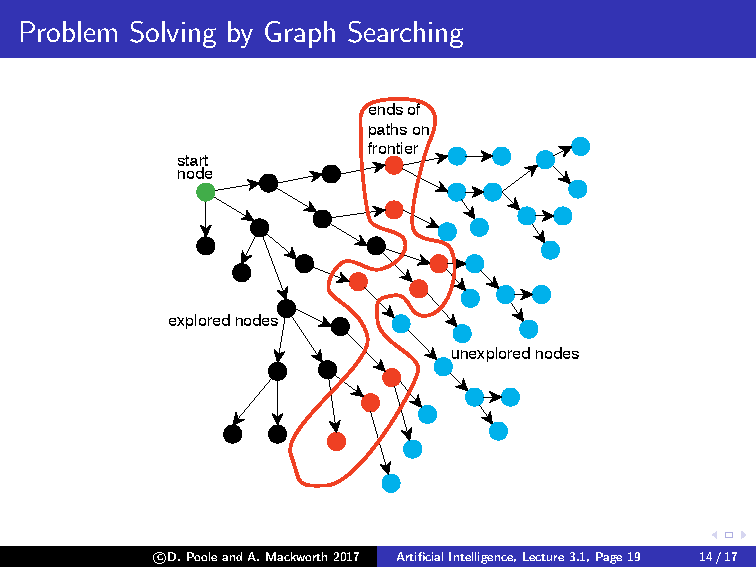 Problem Solving by Graph Searching
ends of
paths on
frontier
start
node
explored nodes
unexplored nodes
©D. Poole and A. Mackworth 2017
Artificial Intelligence, Lecture 3.1, Page 19
14 / 17